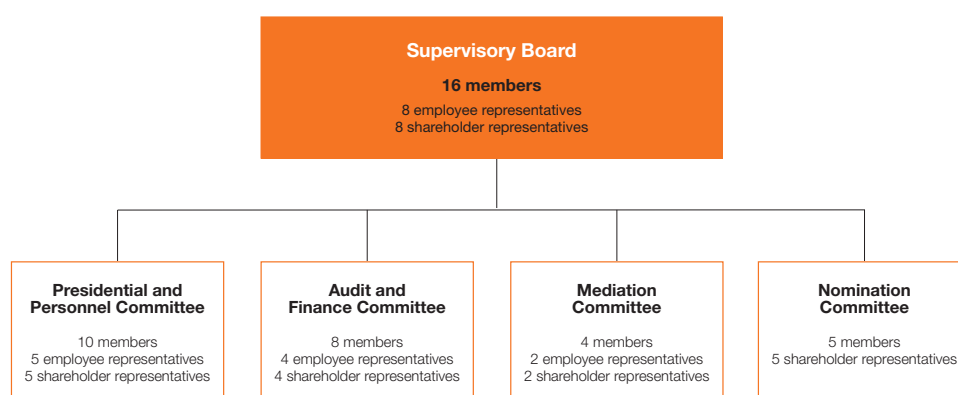 Supervisory Board
16 members
8 employee representatives
8 shareholder representatives
Presidential and
Personnel Committee
10 members
5 employee representatives
5 shareholder representatives
Audit and
Finance Committee
8 members
4 employee representatives
4 shareholder representatives
Mediation
Committee
4 members
2 employee representatives
2 shareholder representatives
Nomination
Committee
5 members
5 shareholder representatives